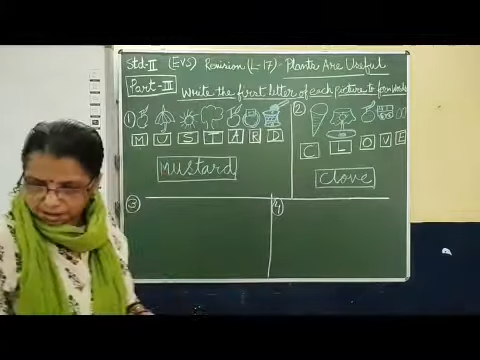 Std-II (EVS) Revision (L-17)- Plants Are Useful
Part-III Write the first letter of each picture to form words
① ②
M U S T A R D
C L O V E
Mustard
Clove
③ ④